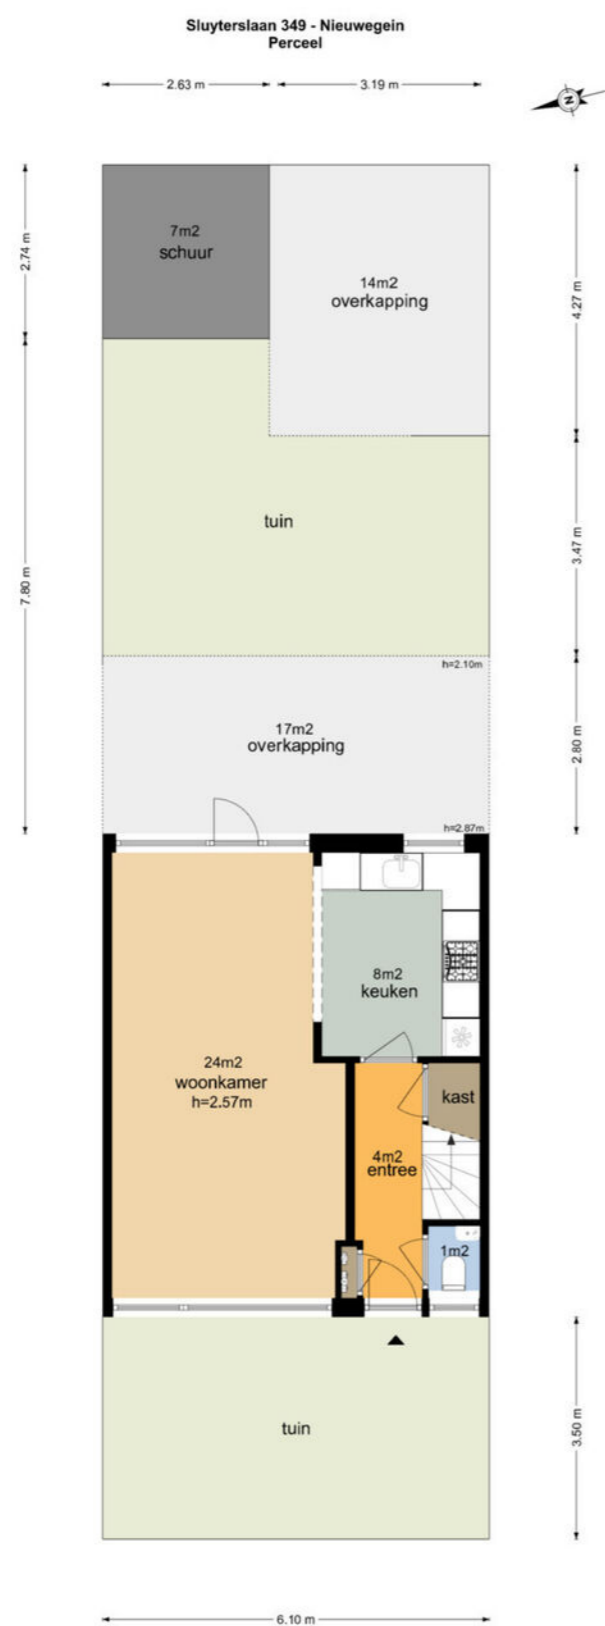 Sluyterslaan 349 - Nieuwegein
Perceel
2.63 m
3.19 m
N
2.74 m
7m2
schuur
14m2
overkapping
4.27 m
7.80 m
tuin
3.47 m
h=2.10m
17m2
overkapping
2.80 m
h=2.87m
8m2
keuken
24m2
woonkamer
h=2.57m
kast
4m2
entree
1m2
tuin
3.50 m
6.10 m